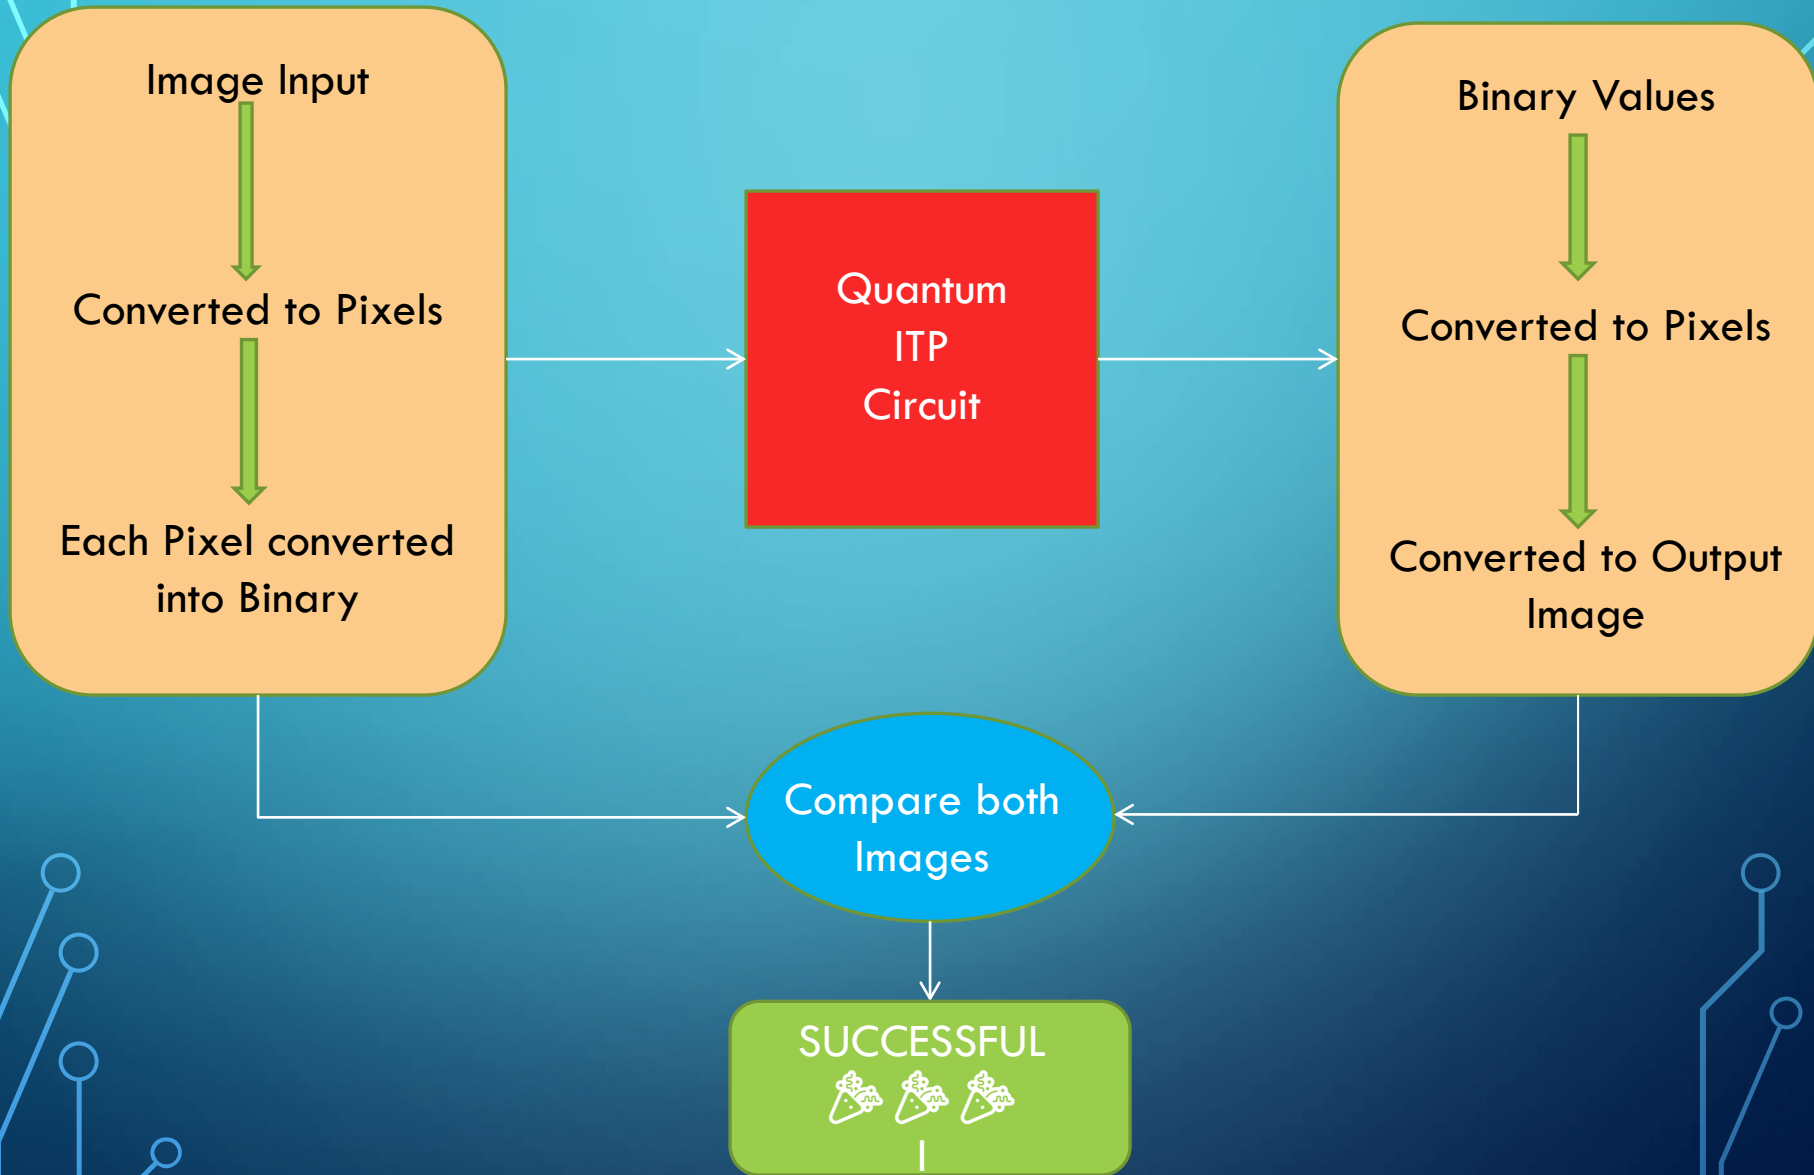 Image Input
Converted to Pixels
Each Pixel converted
into Binary
Quantum
ITP
Circuit
Binary Values
Converted to Pixels
Converted to Output
Image
Compare both
Images
SUCCESSFUL